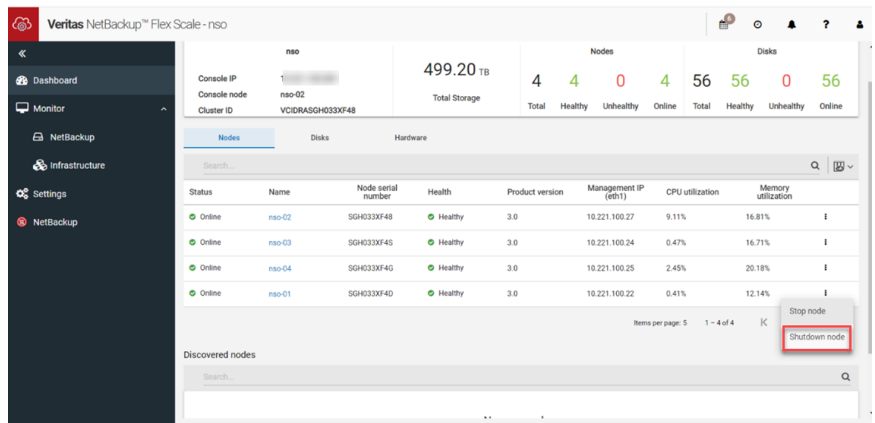 Veritas NetBackup™ Flex Scale - nso
Dashboard
Monitor
NetBackup
Infrastructure
Settings
NetBackup
nso
Console IP
Console node nso-02
Cluster ID VCIDRASGH033XF48
499.20 TB
Total Storage
Nodes
4 4 0 4
Total Healthy Unhealthy Online
Disks
56 56 0 56
Total Healthy Unhealthy Online
Nodes Disks Hardware
Search...
Status Name Node serial number Health Product version Management IP (eth1) CPU utilization Memory utilization
Online nso-02 SGH033XF48 Healthy 3.0 10.221.100.27 9.11% 16.81%
Online nso-03 SGH033XF4S Healthy 3.0 10.221.100.24 0.47% 16.71%
Online nso-04 SGH033XF4G Healthy 3.0 10.221.100.25 2.45% 20.18%
Online nso-01 SGH033XF4D Healthy 3.0 10.221.100.22 0.41% 12.14%
Items per page: 5 1 – 4 of 4
Stop node
Shutdown node
Discovered nodes
Search...